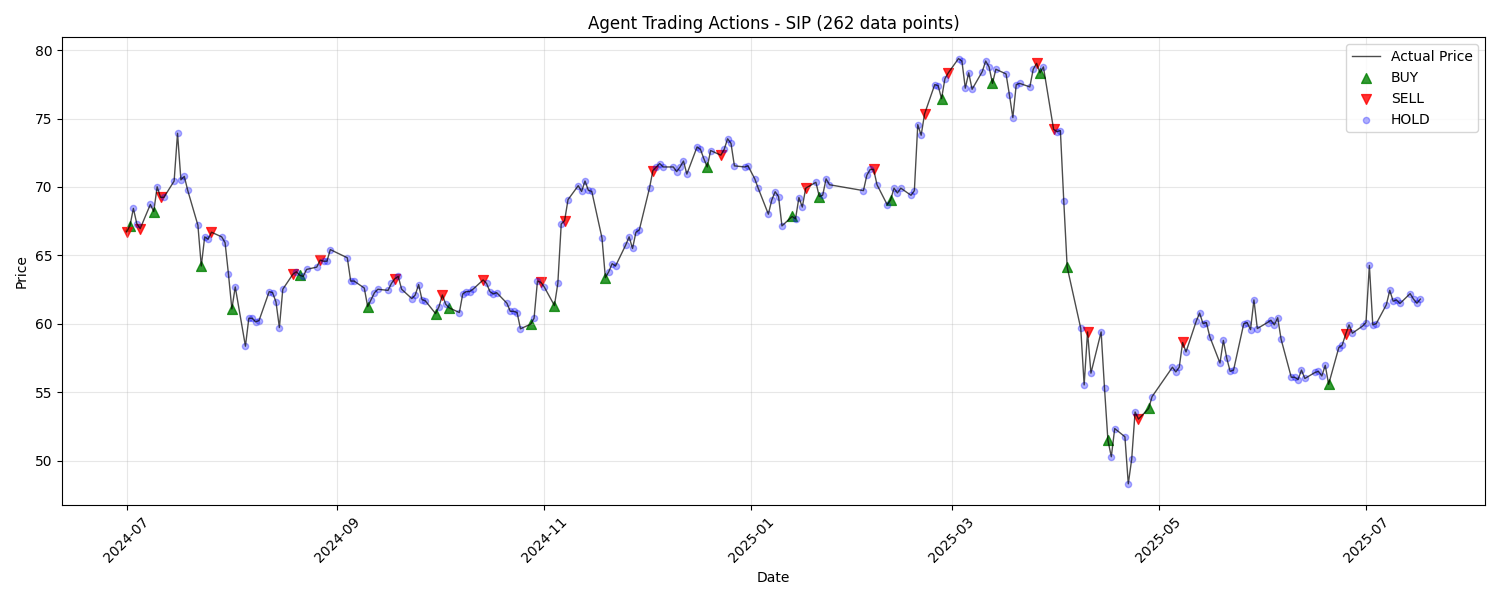 Agent Trading Actions - SIP (262 data points)
Actual Price
BUY
SELL
HOLD
Price
80
75
70
65
60
55
50
2024-07
2024-09
2024-11
2025-01
2025-03
2025-05
2025-07
Date